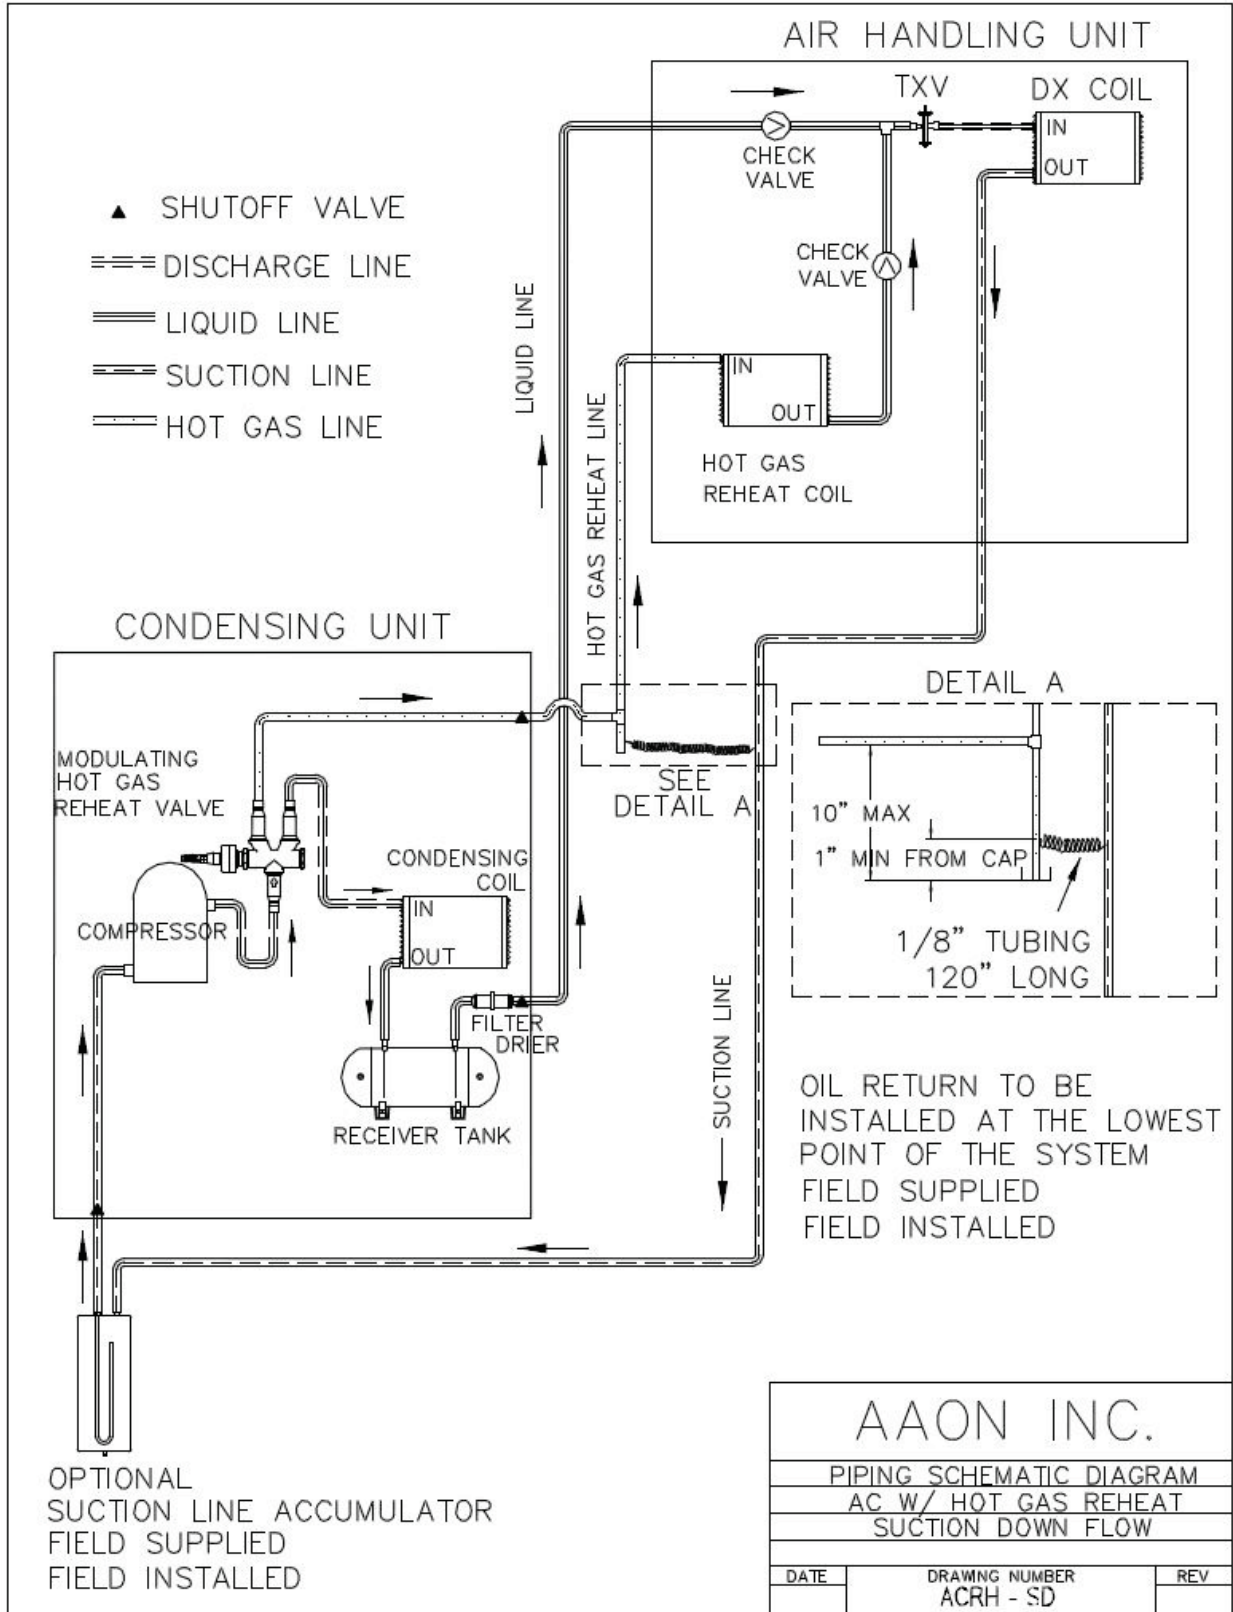 AIR HANDLING UNIT
TXV
DX COIL
IN
OUT
CHECK
VALVE
CHECK
VALVE
▲ SHUTOFF VALVE
DISCHARGE LINE
LIQUID LINE
SUCTION LINE
HOT GAS LINE
LIQUID LINE
HOT GAS REHEAT LINE
IN
OUT
HOT GAS
REHEAT COIL
CONDENSING UNIT
MODULATING
HOT GAS
REHEAT VALVE
COMPRESSOR
CONDENSING
COIL
IN
OUT
FILTER
DRIER
RECEIVER TANK
SEE
DETAIL A
DETAIL A
10" MAX
1" MIN FROM CAP
1/8" TUBING
120" LONG
SUCTION LINE
OIL RETURN TO BE
INSTALLED AT THE LOWEST
POINT OF THE SYSTEM
FIELD SUPPLIED
FIELD INSTALLED
OPTIONAL
SUCTION LINE ACCUMULATOR
FIELD SUPPLIED
FIELD INSTALLED
AAON INC.
PIPING SCHEMATIC DIAGRAM
AC W/ HOT GAS REHEAT
SUCTION DOWN FLOW
DATE
DRAWING NUMBER
REV
ACRH - SD